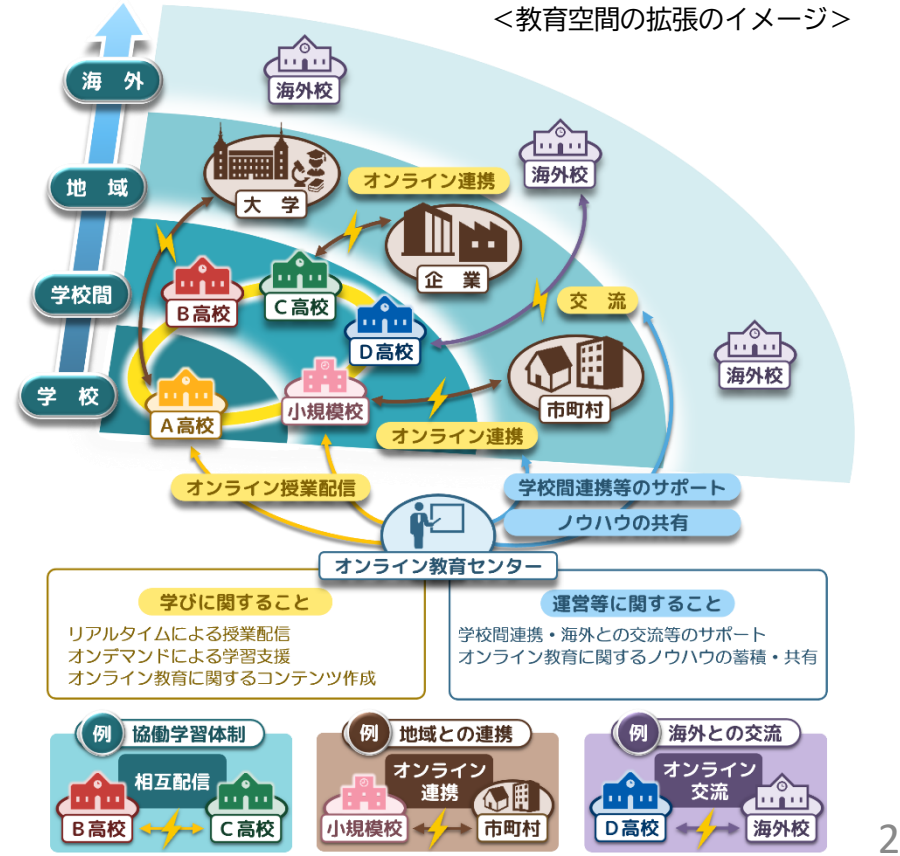 ＜教育空間の拡張のイメージ＞
海外
海外校
地域
大学
オンライン連携
海外校
企業
学校間
B高校
C高校
交流
D高校
海外校
学校
A高校
小規模校
市町村
オンライン連携
オンライン授業配信
学校間連携等のサポート
ノウハウの共有
オンライン教育センター
学びに関すること
リアルタイムによる授業配信
オンデマンドによる学習支援
オンライン教育に関するコンテンツ作成
運営等に関すること
学校間連携・海外との交流等のサポート
オンライン教育に関するノウハウの蓄積・共有
例 協働学習体制
相互配信
B高校
C高校
例 地域との連携
オンライン
連携
小規模校
市町村
例 海外との交流
オンライン
交流
D高校
海外校
2